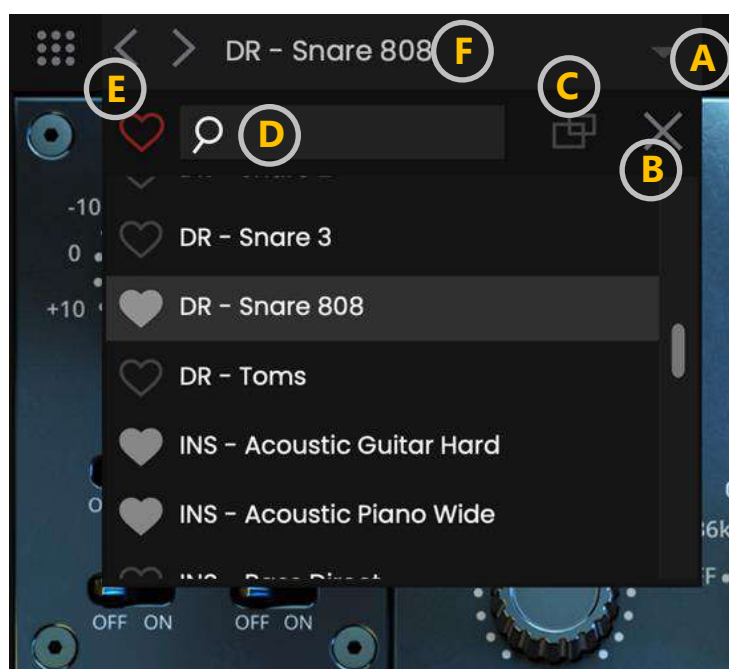 DR - Snare 808 F
A
E
C
D
B
-10
DR - Snare 3
0
+10
DR - Snare 808
DR - Toms
INS - Acoustic Guitar Hard
INS - Acoustic Piano Wide
OFF ON
OFF ON